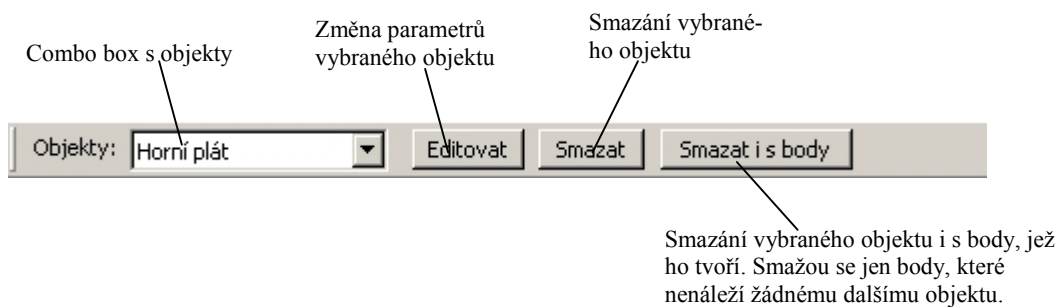 Combo box s objekty
Změna parametrů
vybraného objektu
Smazání vybrané-
ho objektu
Objekty: Horní plát Editovat Smazat Smazat i s body
Smazání vybraného objektu i s body, jež
ho tvoří. Smažou se jen body, které
nenáleží žádnému dalšímu objektu.